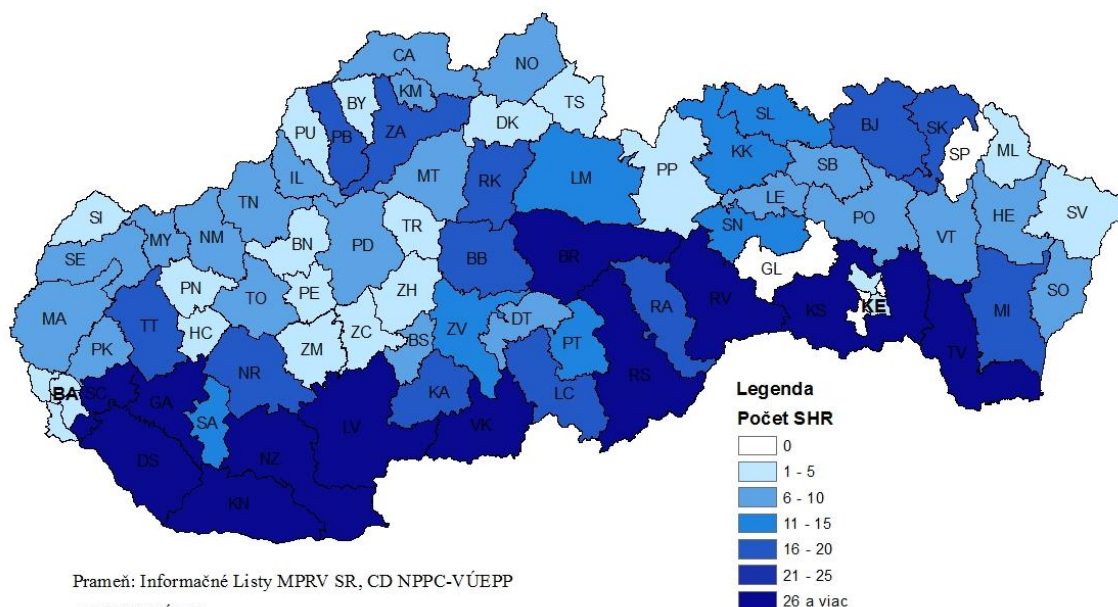 CA
NO
TS
BY
KM
PU
PB
ZA
DK
SL
BJ
SK
SP
ML
KK
PP
IL
MT
RK
LM
SB
LE
HE
SV
TN
SI
MY
NM
BN
PD
TR
SN
PO
VT
SE
BB
BR
GL
PN
TO
PE
ZH
SO
MA
TT
HC
ZC
ZV
DT
RA
RV
KS
KE
MI
PK
ZM
BS
PT
TV
NR
BA
SC
GA
SA
KA
LC
RS
LV
VK
DS
NZ
KN
Legenda
Počet SHR
0
1 - 5
6 - 10
11 - 15
16 - 20
21 - 25
26 a viac
Prameň: Informačné Listy MPRV SR, CD NPPC-VÚEPP